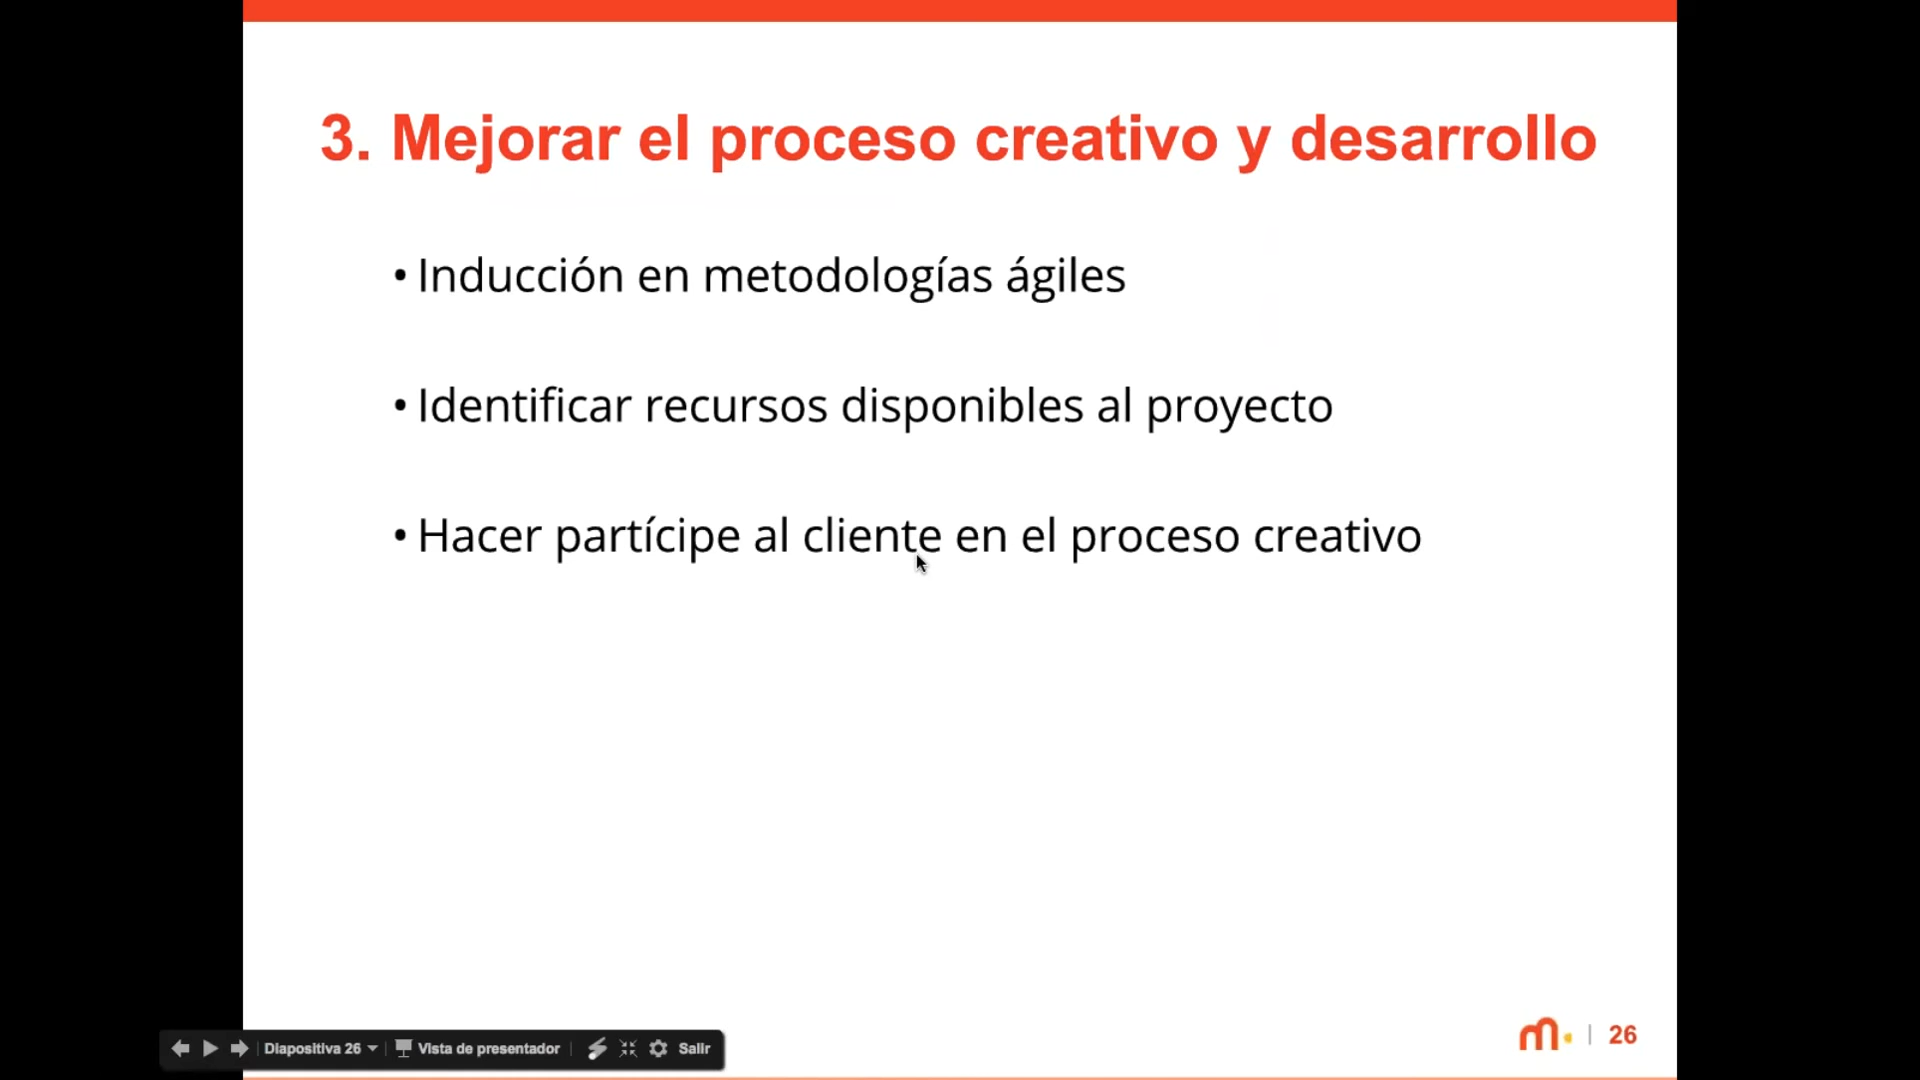 3. Mejorar el proceso creativo y desarrollo
• Inducción en metodologías ágiles
• Identificar recursos disponibles al proyecto
• Hacer partícipe al cliente en el proceso creativo
Diapositiva 26 Vista de presentador Salir
m. | 26